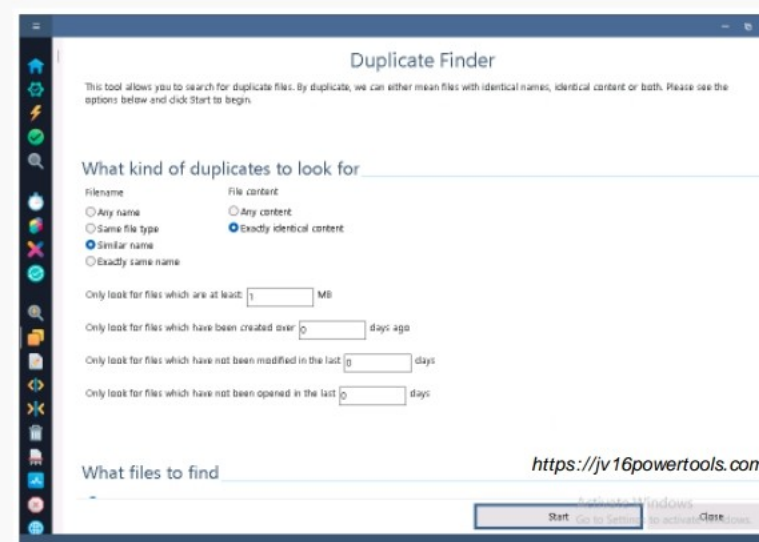 Duplicate Finder
This tool allows you to search for duplicate files. By duplicate, we can either mean files with identical names, identical content or both. Please see the
options below and click Start to begin.
What kind of duplicates to look for
Filename
File content
Any name
Any content
Same file type
Exactly identical content
Similar name
Exactly same name
Only look for files which are at least 1 MB
Only look for files which have been created over 0 days ago
Only look for files which have not been modified in the last 0 days
Only look for files which have not been opened in the last 0 days
What files to find
https://jv16powertools.com
Activate Windows
Start
Close
Go to Settings to activate Windows.